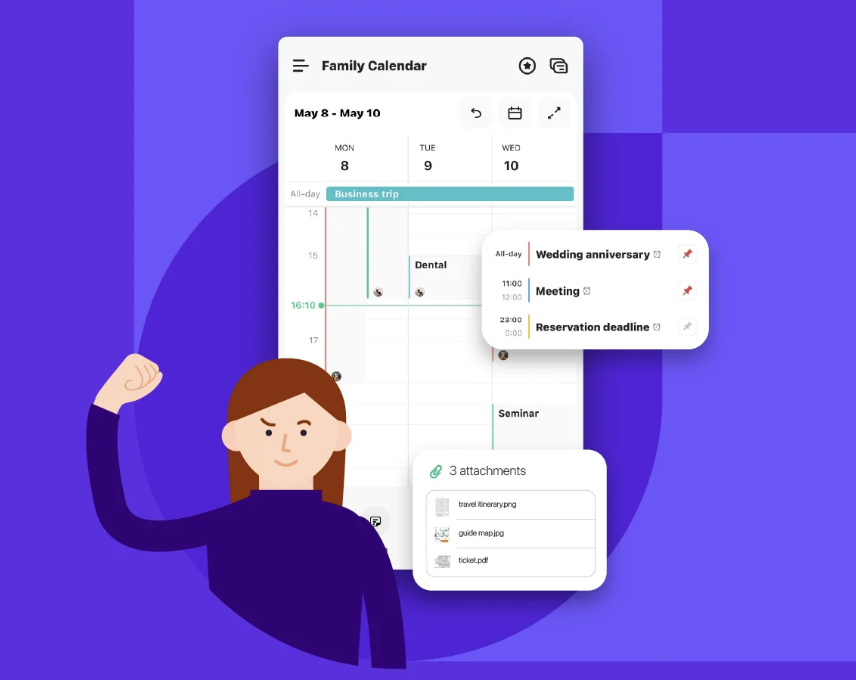 Family Calendar
May 8 - May 10
MON
TUE
WED
8
9
10
All-day
Business trip
14
15
Dental
16:10
17
Seminar
All-day
Wedding anniversary
11:00
Meeting
12:00
23:00
Reservation deadline
0:00
3 attachments
travel itinerary.png
guide map.jpg
ticket.pdf